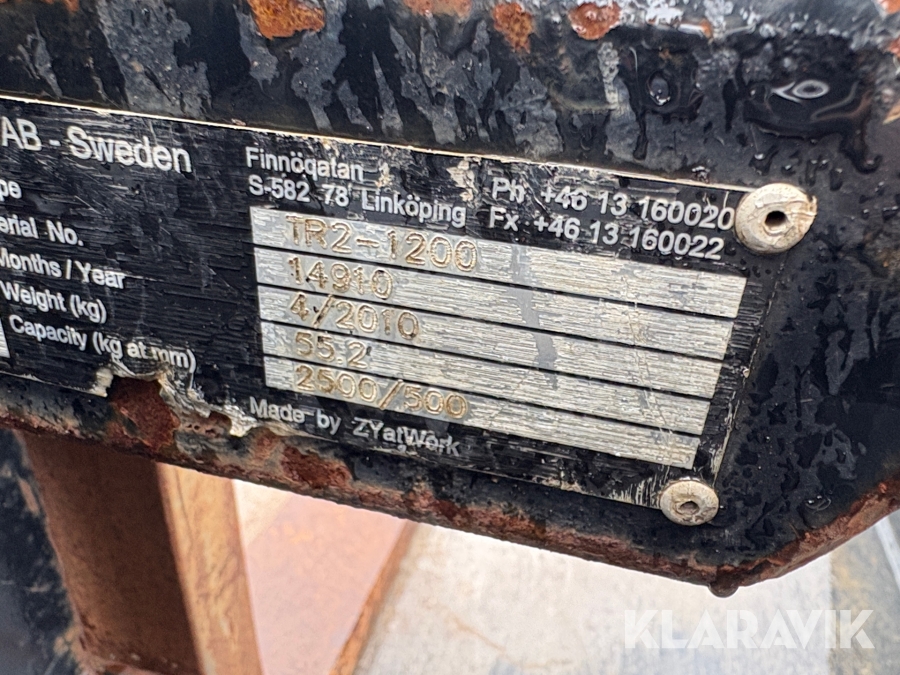 AB - Sweden
Finnögatan 1
S-582 78 Linköping
Ph +46 13 160020
Fx +46 13 160022
pe TR2-1200
erial No. 14910
Months/Year 4/2010
Weight (kg) 55.2
Capacity (kg at mm) 2500/500
Made by ZYatWork
KLARAVIK